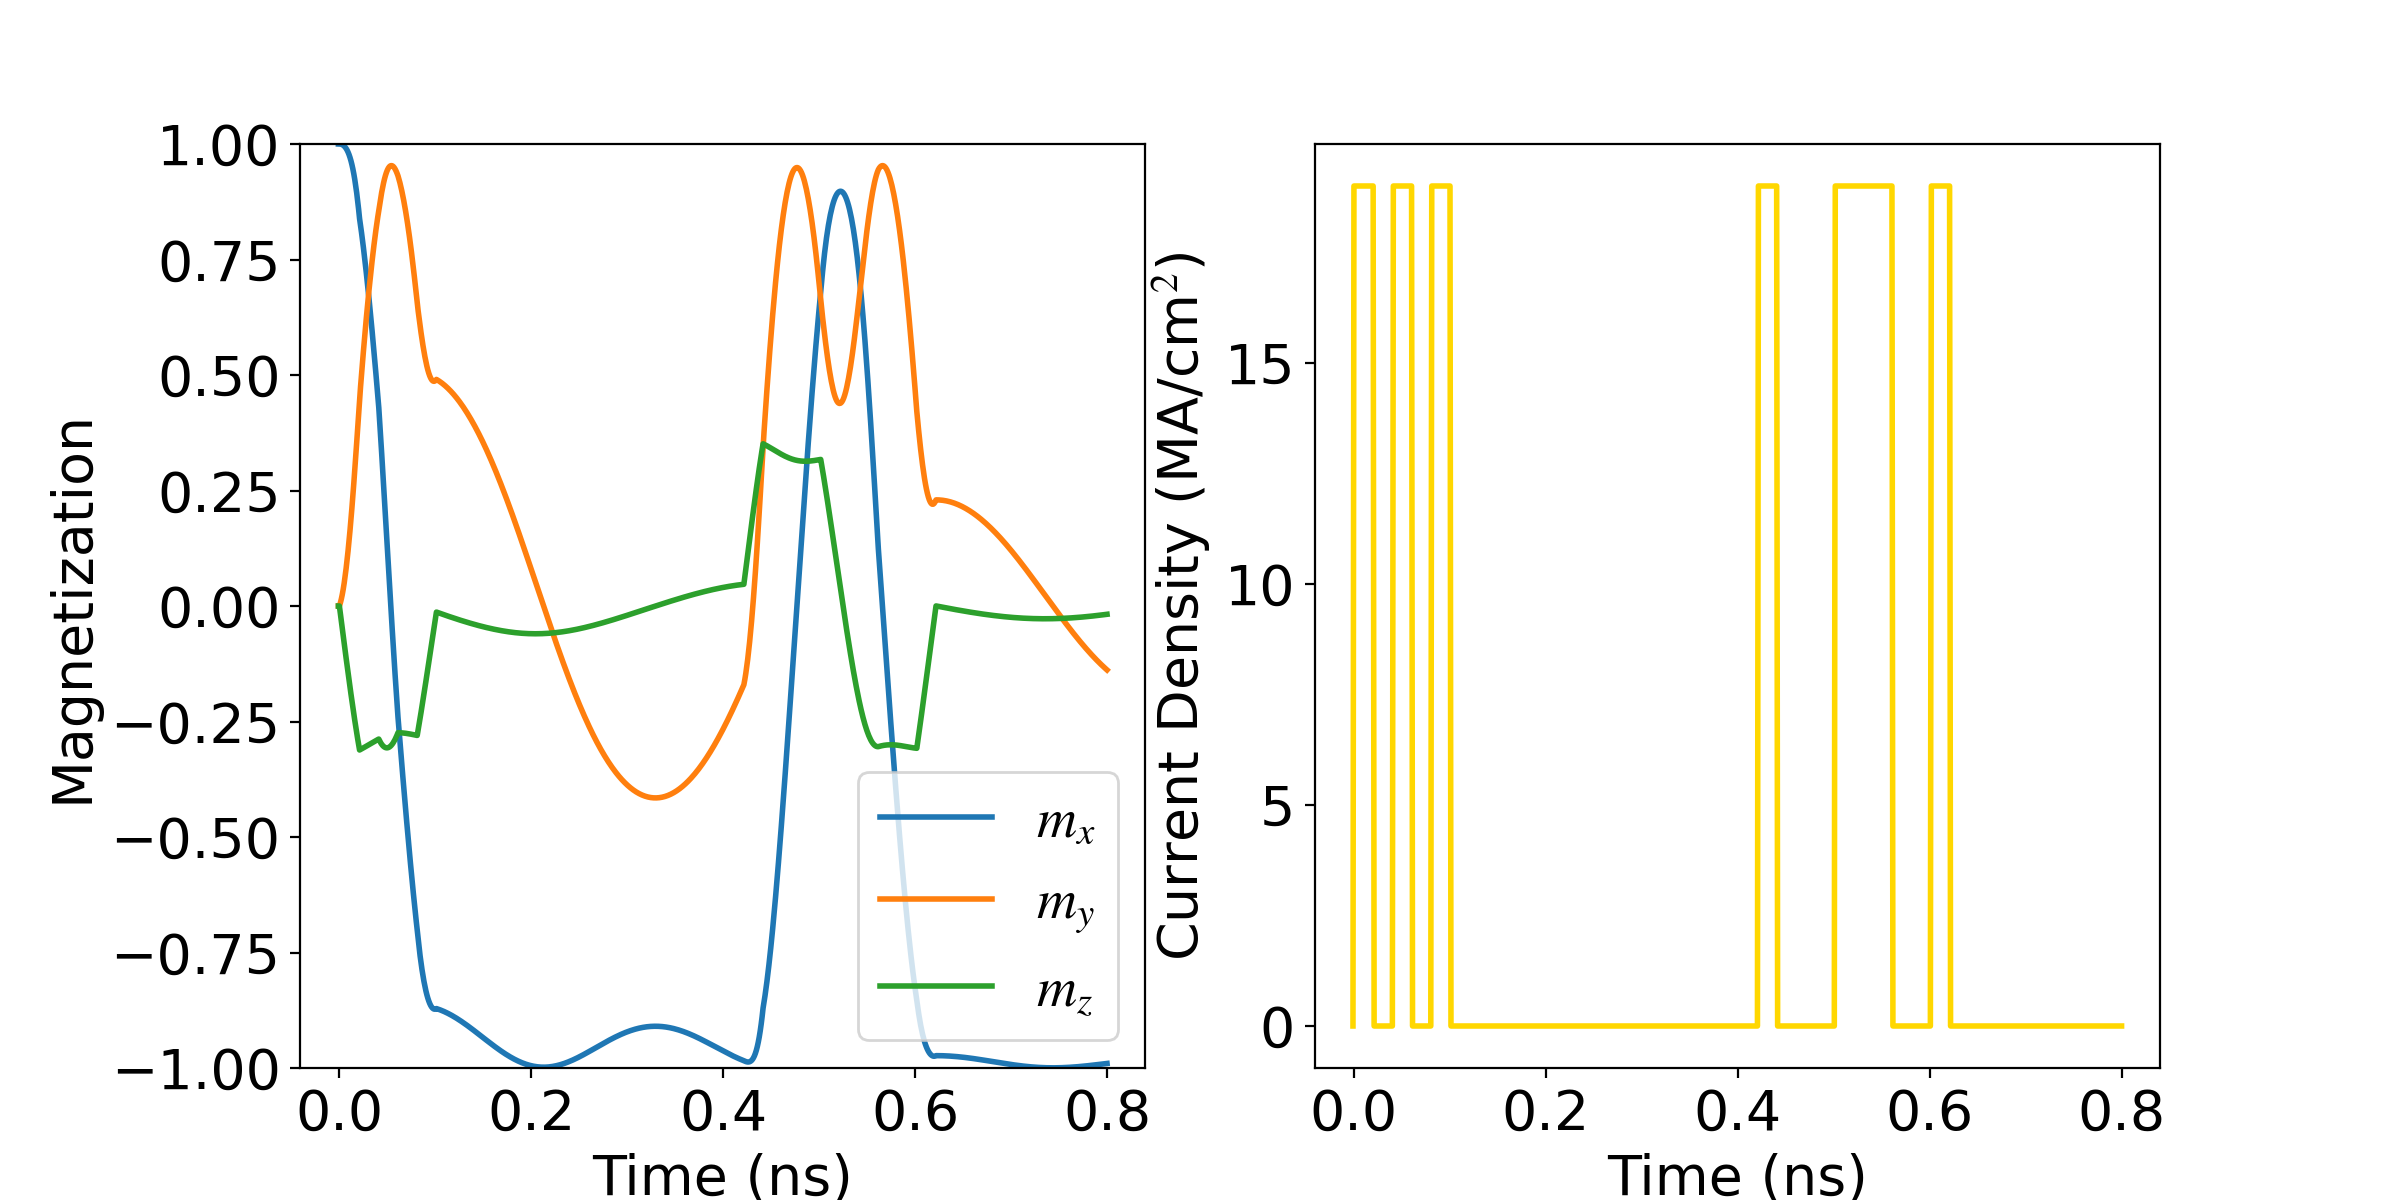 Magnetization
1.00
0.75
0.50
0.25
0.00
−0.25
−0.50
−0.75
−1.00
0.0 0.2 0.4 0.6 0.8
Time (ns)
m_x
m_y
m_z
Current Density (MA/cm²)
15
10
5
0
0.0 0.2 0.4 0.6 0.8
Time (ns)